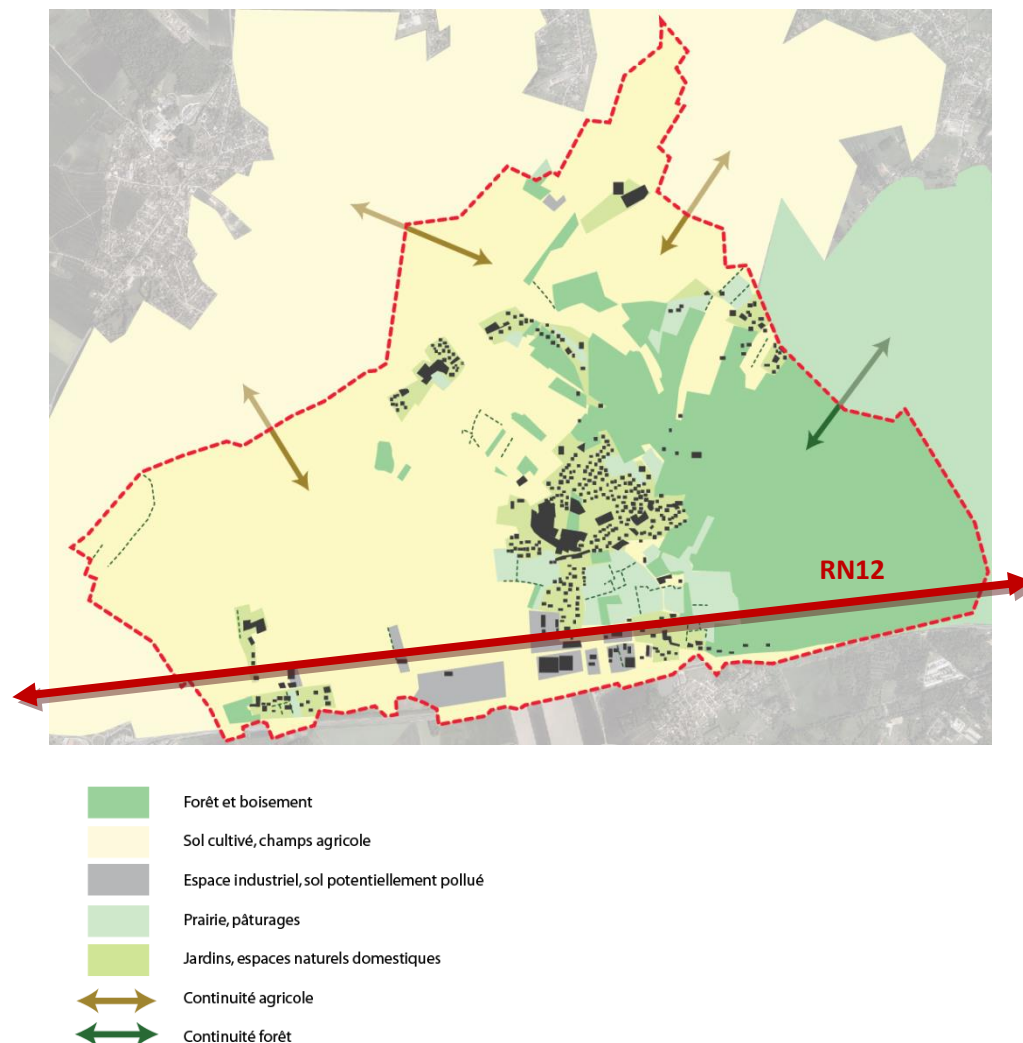 RN12
Forêt et boisement
Sol cultivé, champs agricole
Espace industriel, sol potentiellement pollué
Prairie, pâturages
Jardins, espaces naturels domestiques
Continuité agricole
Continuité forêt